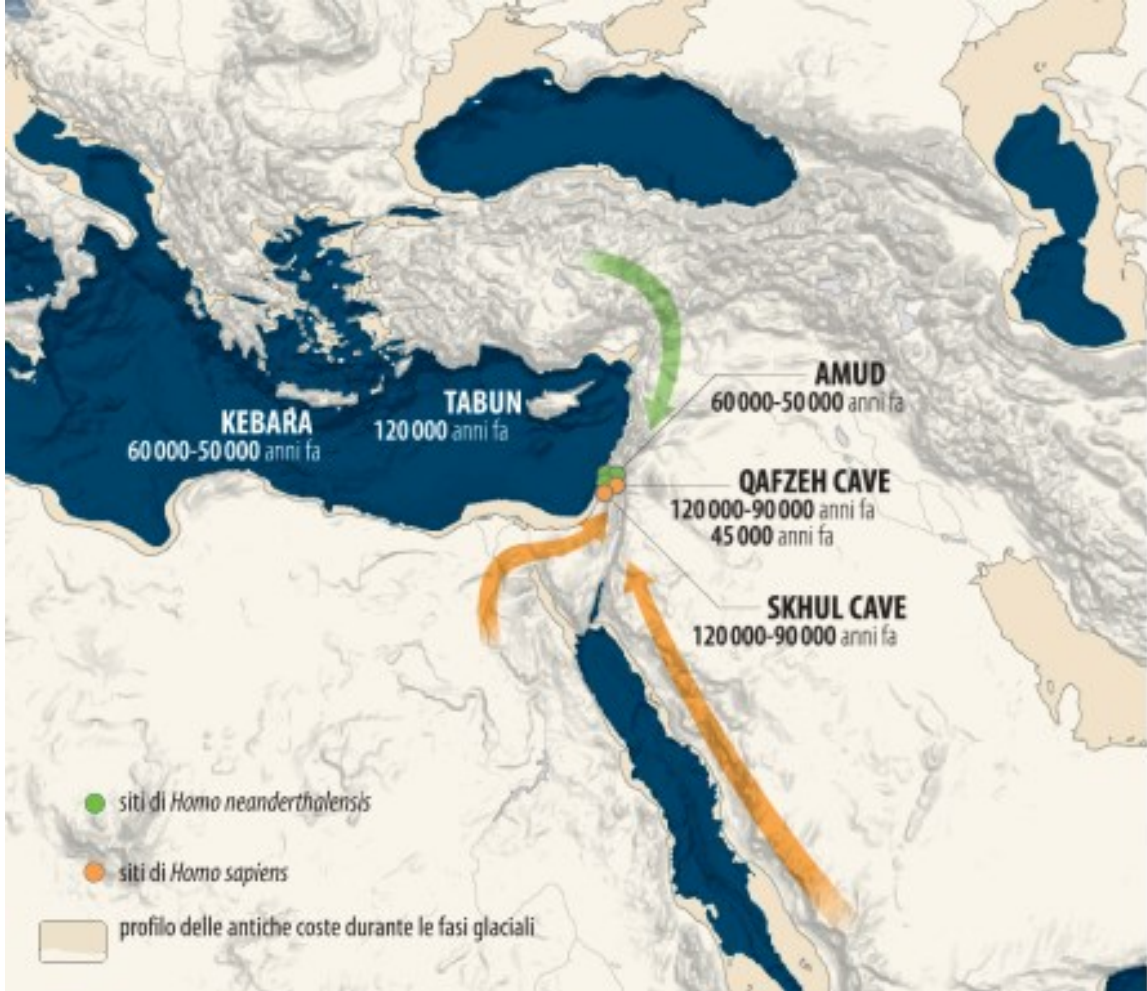 AMUD
60 000-50 000 anni fa
TABUN
120 000 anni fa
KEBARA
60 000-50 000 anni fa
QAFZEH CAVE
120 000-90 000 anni fa
45 000 anni fa
SKHUL CAVE
120 000-90 000 anni fa
siti di Homo neanderthalensis
siti di Homo sapiens
profilo delle antiche coste durante le fasi glaciali